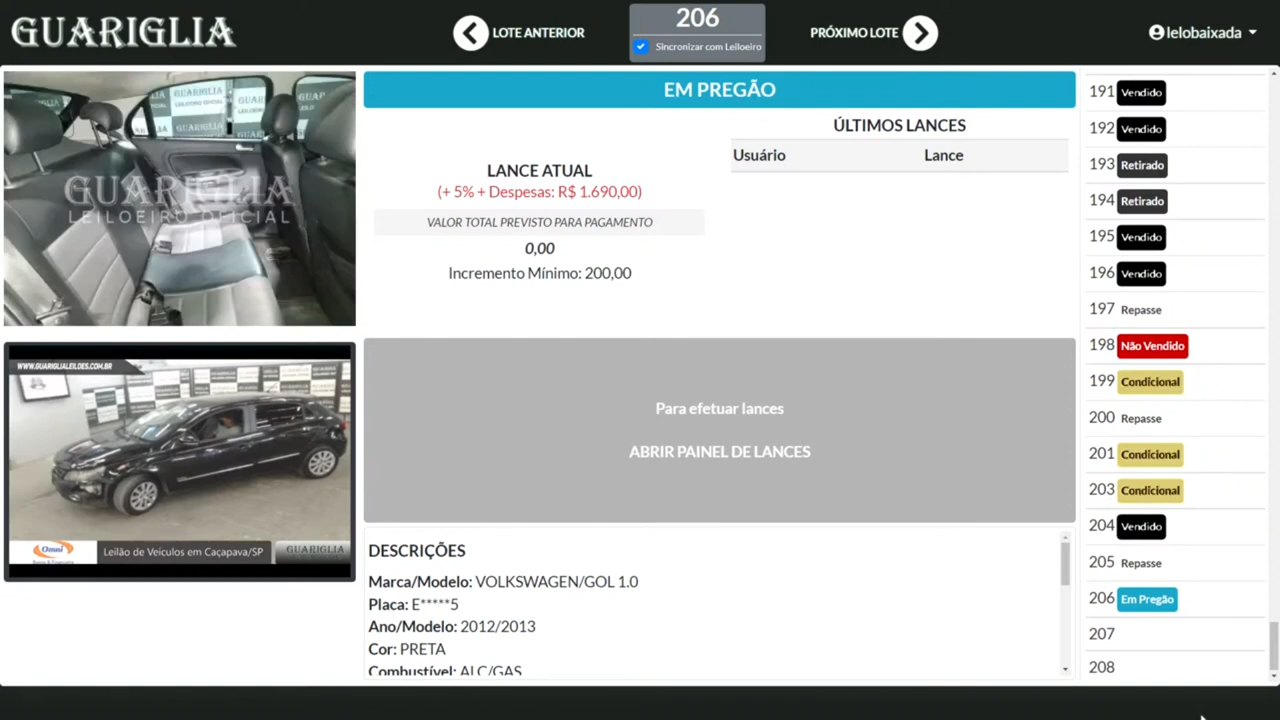 GUARIGLIA
LOTE ANTERIOR
206
Sincronizar com Leiloeiro
PRÓXIMO LOTE
lelobaixada
GUARIGLIA
LEILOEIRO OFICIAL
WWW.GUARIGLIALEILOES.COM.BR
Omni
Leilão de Veículos em Caçapava/SP
GUARIGLIA
EM PREGÃO
LANCE ATUAL
(+ 5% + Despesas: R$ 1.690,00)
VALOR TOTAL PREVISTO PARA PAGAMENTO
0,00
Incremento Mínimo: 200,00
ÚLTIMOS LANCES
Usuário Lance
Para efetuar lances
ABRIR PAINEL DE LANCES
DESCRIÇÕES
Marca/Modelo: VOLKSWAGEN/GOL 1.0
Placa: E*****5
Ano/Modelo: 2012/2013
Cor: PRETA
Combustível: ALC/GAS
191 Vendido
192 Vendido
193 Retirado
194 Retirado
195 Vendido
196 Vendido
197 Repasse
198 Não Vendido
199 Condicional
200 Repasse
201 Condicional
203 Condicional
204 Vendido
205 Repasse
206 Em Pregão
207
208